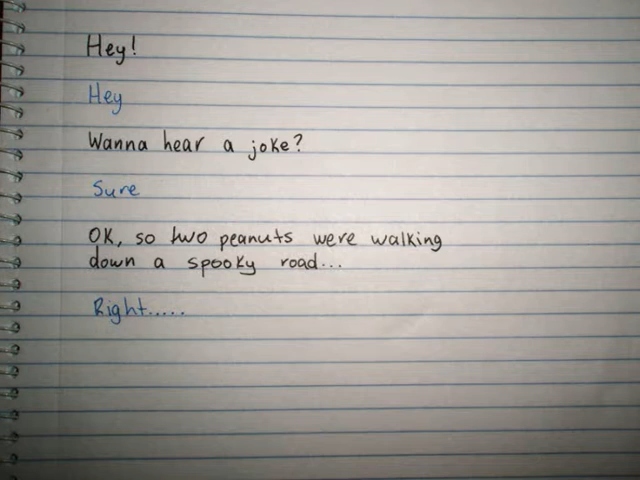 Hey!
Hey
Wanna hear a joke?
Sure
OK, so two peanuts were walking
down a spooky road...
Right.....